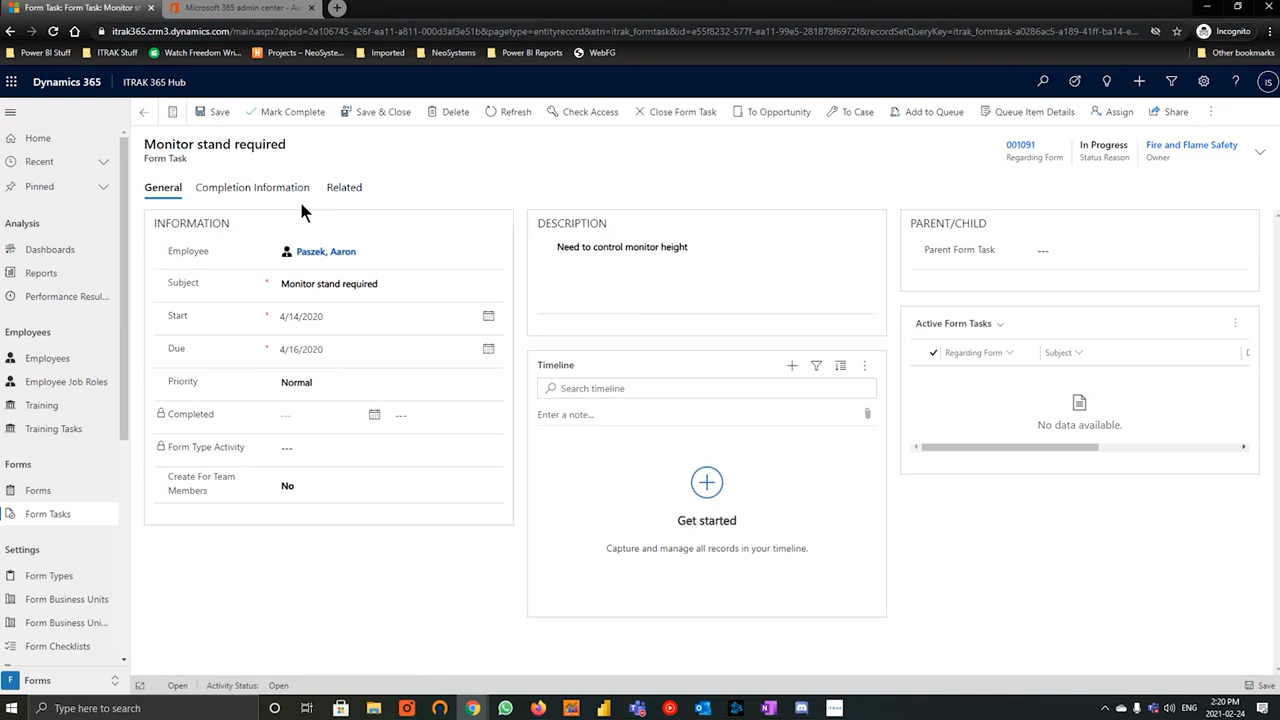 Form Task: Form Task: Monitor st
Microsoft 365 admin center - Ac
Incognito
itrak365.crm3.dynamics.com/main.aspx?appid=2e106745-a26f-ea11-a811-000d3af3e51b&pagetype=entityrecord&etn=itrak_formtask&id=e55f8232-577f-ea11-99e5-281878f6972f&recordSetQueryKey=itrak_formtask-a0286ac5-a189-41ff-ba14-e...
Power BI Stuff
ITRAK Stuff
Watch Freedom Wr...
Projects – NeoSyste...
Imported
NeoSystems
Power BI Reports
WebFG
Other bookmarks
Dynamics 365
ITRAK 365 Hub
IS
Save
Mark Complete
Save & Close
Delete
Refresh
Check Access
Close Form Task
To Opportunity
To Case
Add to Queue
Queue Item Details
Assign
Share
Home
Recent
Pinned
Analysis
Dashboards
Reports
Performance Resul...
Employees
Employees
Employee Job Roles
Training
Training Tasks
Forms
Forms
Form Tasks
Settings
Form Types
Form Business Units
Form Business Uni...
Form Checklists
F Forms
Monitor stand required
Form Task
001091
Regarding Form
In Progress
Status Reason
Fire and Flame Safety
Owner
General
Completion Information
Related
INFORMATION
Employee
Paszek, Aaron
Subject
* Monitor stand required
Start
* 4/14/2020
Due
* 4/16/2020
Priority
Normal
Completed
---
---
Form Type Activity
---
Create For Team
Members
No
DESCRIPTION
Need to control monitor height
Timeline
Search timeline
Enter a note...
Get started
Capture and manage all records in your timeline.
PARENT/CHILD
Parent Form Task
---
Active Form Tasks
Regarding Form
Subject
No data available.
Open
Activity Status:
Open
Save
Type here to search
2:20 PM
2021-02-24